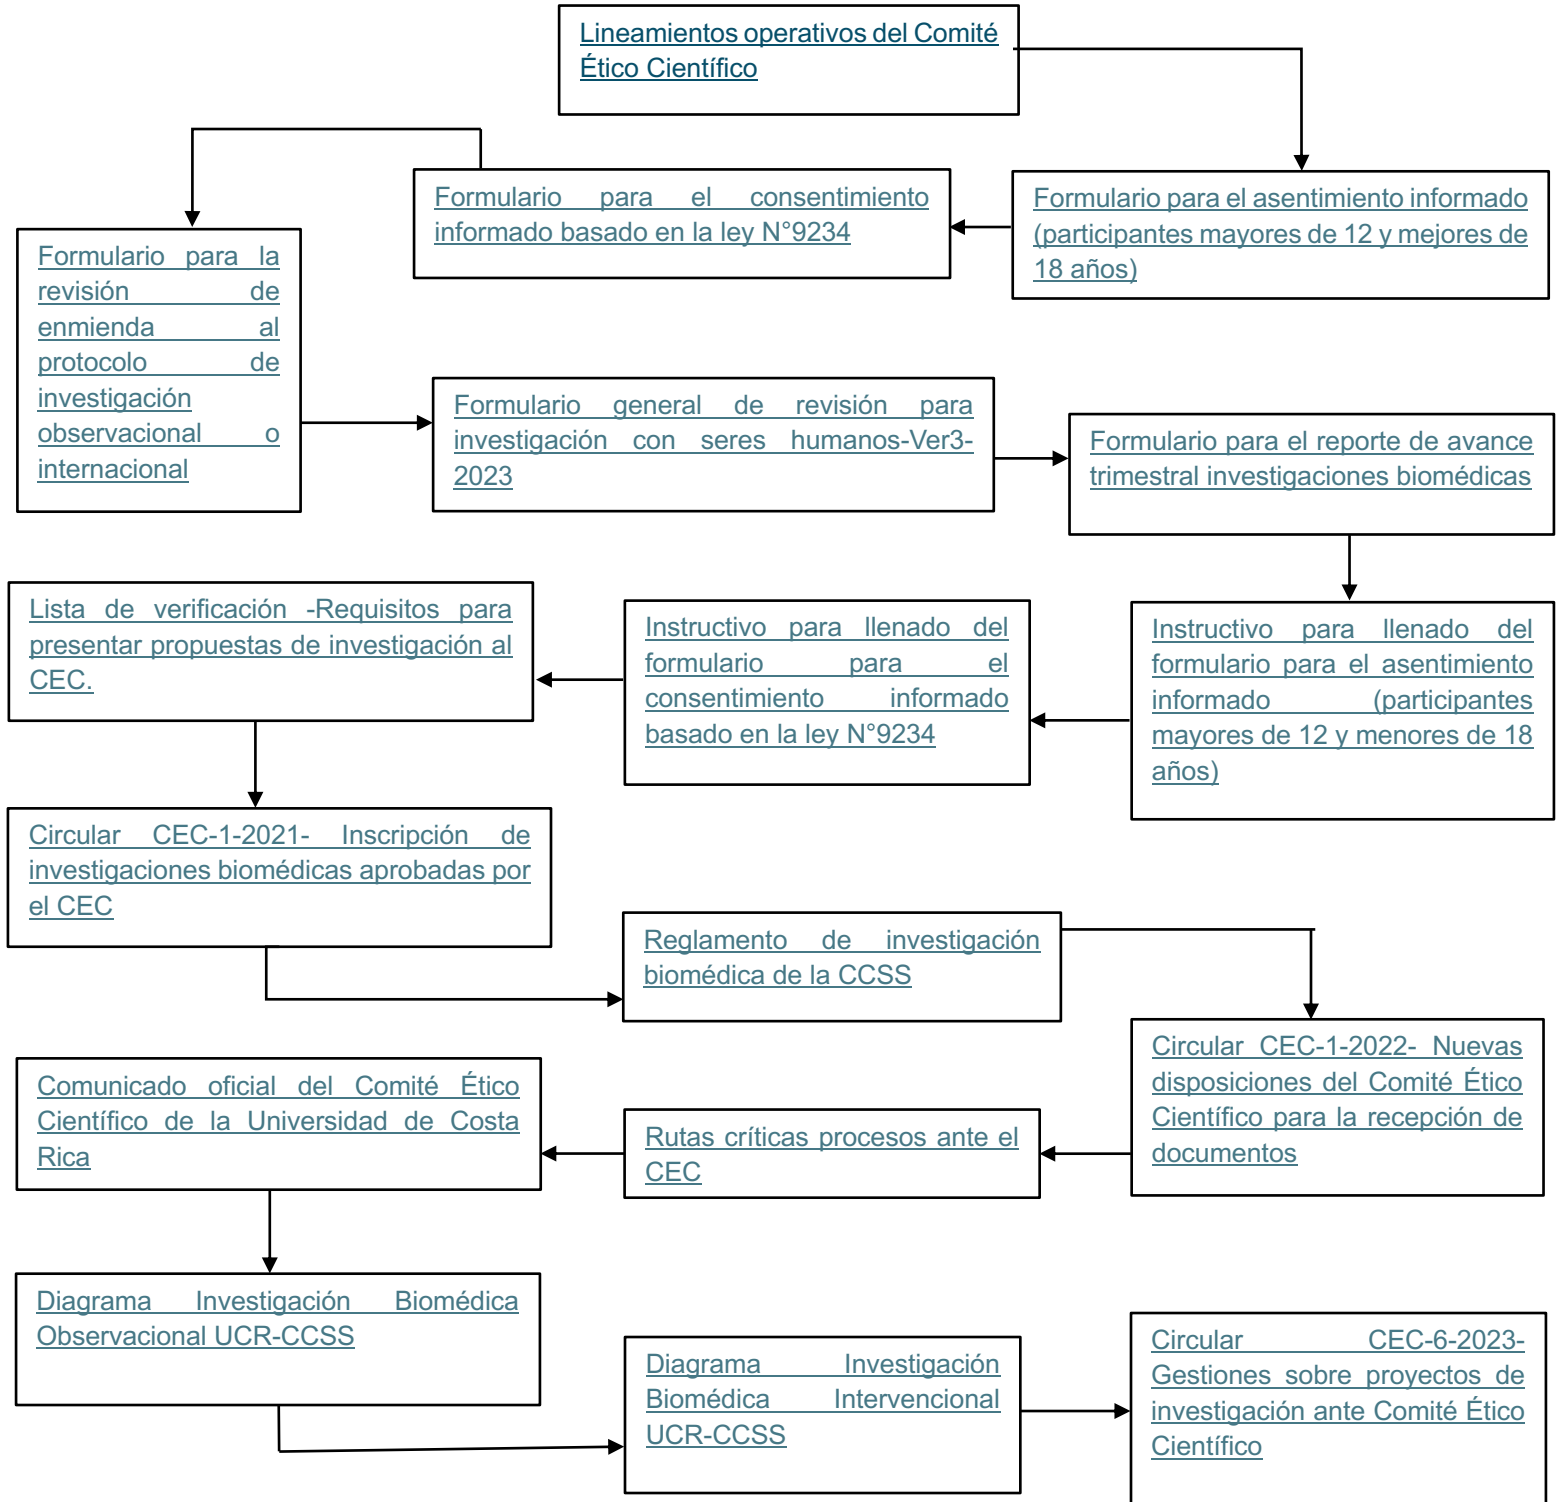 Lineamientos operativos del Comité
Ético Científico
Formulario para el asentimiento informado
(participantes mayores de 12 y mejores de
18 años)
Formulario para el consentimiento
informado basado en la ley N°9234
Formulario para la
revisión de
enmienda al
protocolo de
investigación
observacional o
internacional
Formulario general de revisión para
investigación con seres humanos-Ver3-
2023
Formulario para el reporte de avance
trimestral investigaciones biomédicas
Instructivo para llenado del
formulario para el asentimiento
informado (participantes
mayores de 12 y menores de 18
años)
Instructivo para llenado del
formulario para el
consentimiento informado
basado en la ley N°9234
Lista de verificación -Requisitos para
presentar propuestas de investigación al
CEC.
Circular CEC-1-2021- Inscripción de
investigaciones biomédicas aprobadas por
el CEC
Reglamento de investigación
biomédica de la CCSS
Circular CEC-1-2022- Nuevas
disposiciones del Comité Ético
Científico para la recepción de
documentos
Rutas críticas procesos ante el
CEC
Comunicado oficial del Comité Ético
Científico de la Universidad de Costa
Rica
Diagrama Investigación Biomédica
Observacional UCR-CCSS
Diagrama Investigación
Biomédica Intervencional
UCR-CCSS
Circular CEC-6-2023-
Gestiones sobre proyectos de
investigación ante Comité Ético
Científico